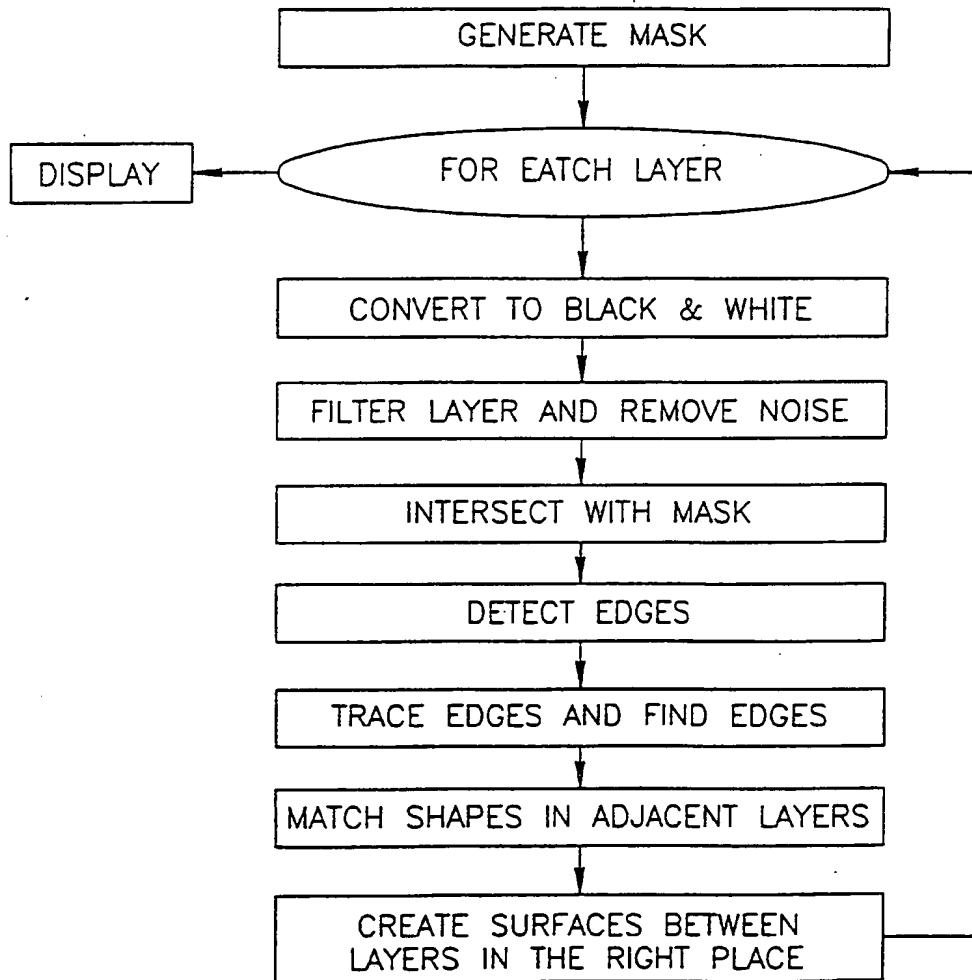 GENERATE MASK
DISPLAY
FOR EATCH LAYER
CONVERT TO BLACK & WHITE
FILTER LAYER AND REMOVE NOISE
INTERSECT WITH MASK
DETECT EDGES
TRACE EDGES AND FIND EDGES
MATCH SHAPES IN ADJACENT LAYERS
CREATE SURFACES BETWEEN
LAYERS IN THE RIGHT PLACE